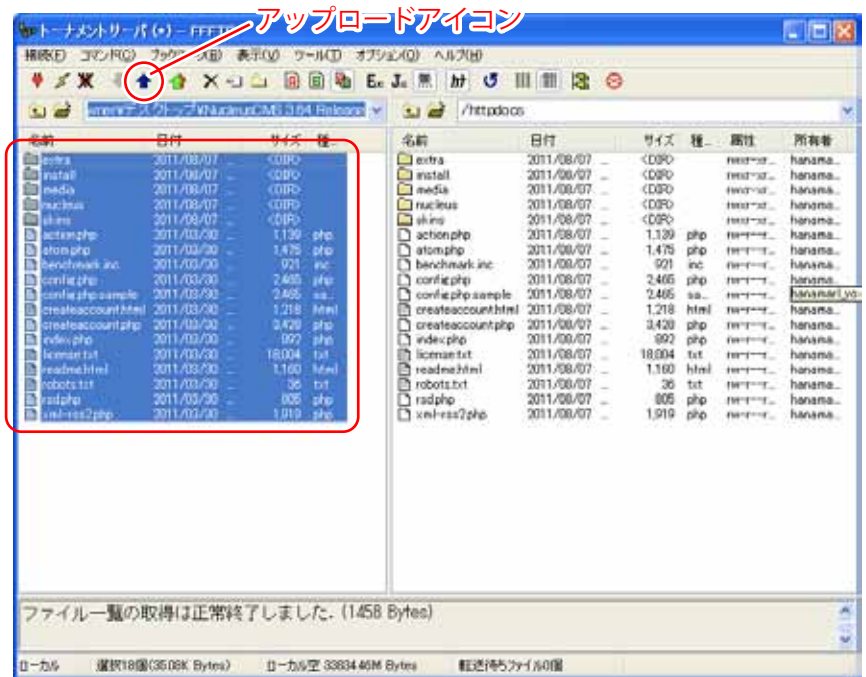 アップロードアイコン
トーナメントサーバ (*) - FFFTP
接続(F) コマンド(C) ブックマーク(B) 表示(V) ツール(T) オプション(O) ヘルプ(H)
デスクトップ¥NucleusCMS 3.64 Release /httpdocs
名前 日付 サイズ 種.. 名前 日付 サイズ 種.. 属性 所有者
extra 2011/08/07 ... <DIR> extra 2011/08/07 ... <DIR> hanama...
install 2011/08/07 ... <DIR> install 2011/08/07 ... <DIR> hanama...
media 2011/08/07 ... <DIR> media 2011/08/07 ... <DIR> hanama...
nucleus 2011/08/07 ... <DIR> nucleus 2011/08/07 ... <DIR> hanama...
skins 2011/08/07 ... <DIR> skins 2011/08/07 ... <DIR> hanama...
action.php 2011/03/30 ... 1,139 php action.php 2011/08/07 ... 1,139 php hanama...
atom.php 2011/03/30 ... 1,475 php atom.php 2011/08/07 ... 1,475 php hanama...
benchmark.inc 2011/03/30 ... 921 inc benchmark.inc 2011/08/07 ... 921 inc hanama...
config.php 2011/03/30 ... 2,465 php config.php 2011/08/07 ... 2,465 php hanama...
config.php.sample 2011/03/30 ... 2,465 sa... config.php.sample 2011/08/07 ... 2,465 sa...
createaccount.html 2011/03/30 ... 1,218 html createaccount.html 2011/08/07 ... 1,218 html hanama...
createaccount.php 2011/03/30 ... 3,428 php createaccount.php 2011/08/07 ... 3,428 php hanama...
index.php 2011/03/30 ... 892 php index.php 2011/08/07 ... 892 php hanama...
license.txt 2011/03/30 ... 18,004 txt license.txt 2011/08/07 ... 18,004 txt hanama...
readme.html 2011/03/30 ... 1,160 html readme.html 2011/08/07 ... 1,160 html hanama...
robots.txt 2011/03/30 ... 36 txt robots.txt 2011/08/07 ... 36 txt hanama...
rsd.php 2011/03/30 ... 805 php rsd.php 2011/08/07 ... 805 php hanama...
xml-rss2.php 2011/03/30 ... 1,919 php xml-rss2.php 2011/08/07 ... 1,919 php hanama...
ファイル一覧の取得は正常終了しました. (1458 Bytes)
ローカル 選択18個(35.08K Bytes) ローカル空 33834.46M Bytes 転送待ちファイル0個